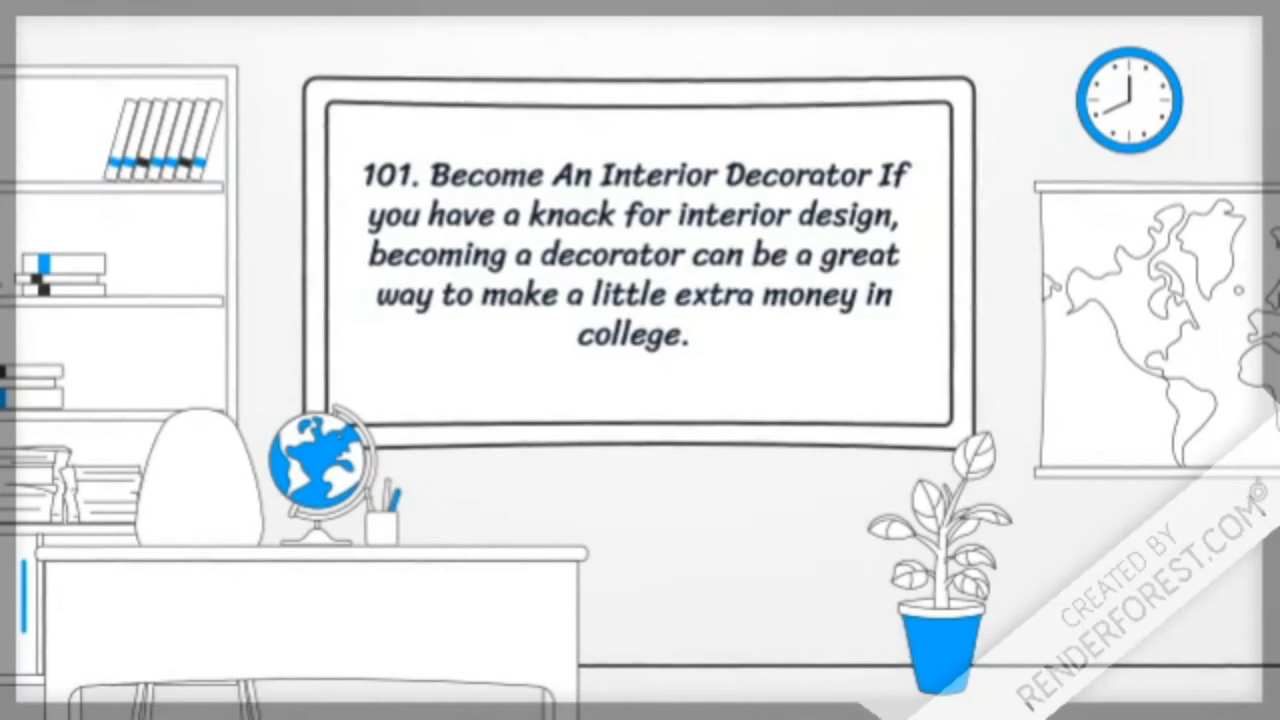 101. Become An Interior Decorator If
you have a knack for interior design,
becoming a decorator can be a great
way to make a little extra money in
college.
CREATED BY
RENDERFOREST.COM©